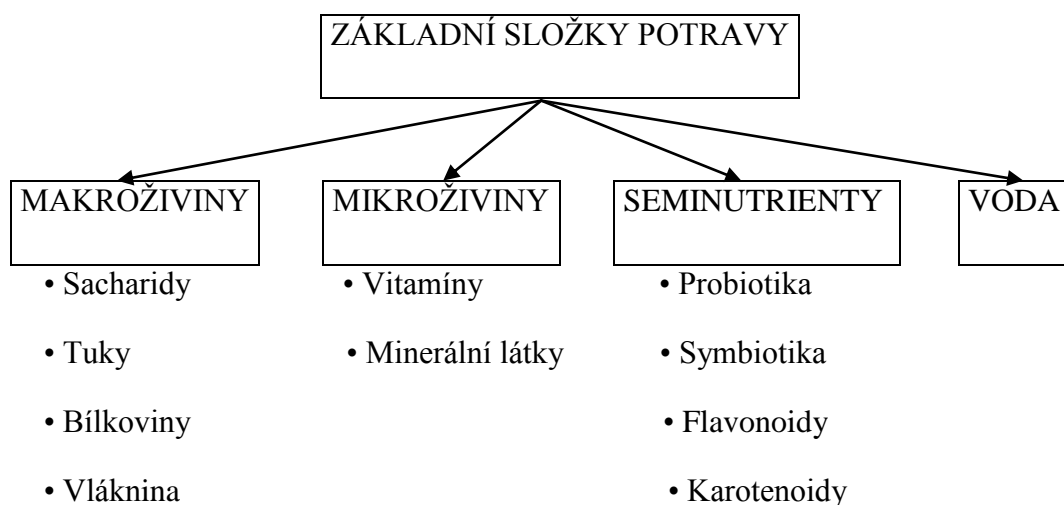 ZÁKLADNÍ SLOŽKY POTRAVY
MAKROŽIVINY MIKROŽIVINY SEMINUTRIENTY VODA
• Sacharidy • Vitamíny • Probiotika
• Tuky • Minerální látky • Symbiotika
• Bílkoviny • Flavonoidy
• Vláknina • Karotenoidy